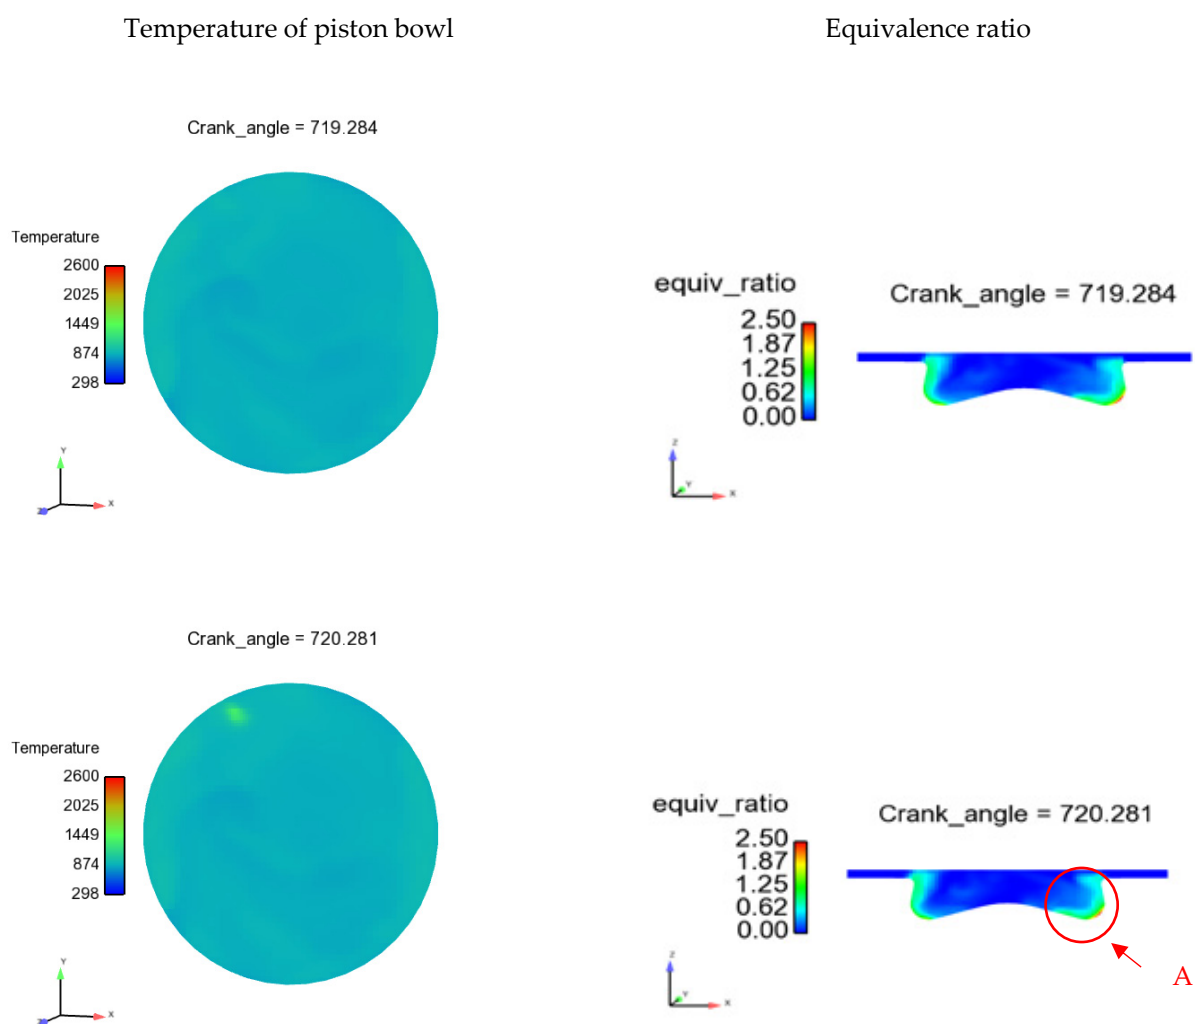 Temperature of piston bowl
Equivalence ratio
Crank_angle = 719.284
Temperature
2600
2025
1449
874
298
Y
X
Z
equiv_ratio
Crank_angle = 719.284
2.50
1.87
1.25
0.62
0.00
Z
Y
X
Crank_angle = 720.281
Temperature
2600
2025
1449
874
298
Y
X
Z
equiv_ratio
Crank_angle = 720.281
2.50
1.87
1.25
0.62
0.00
Z
Y
X
A